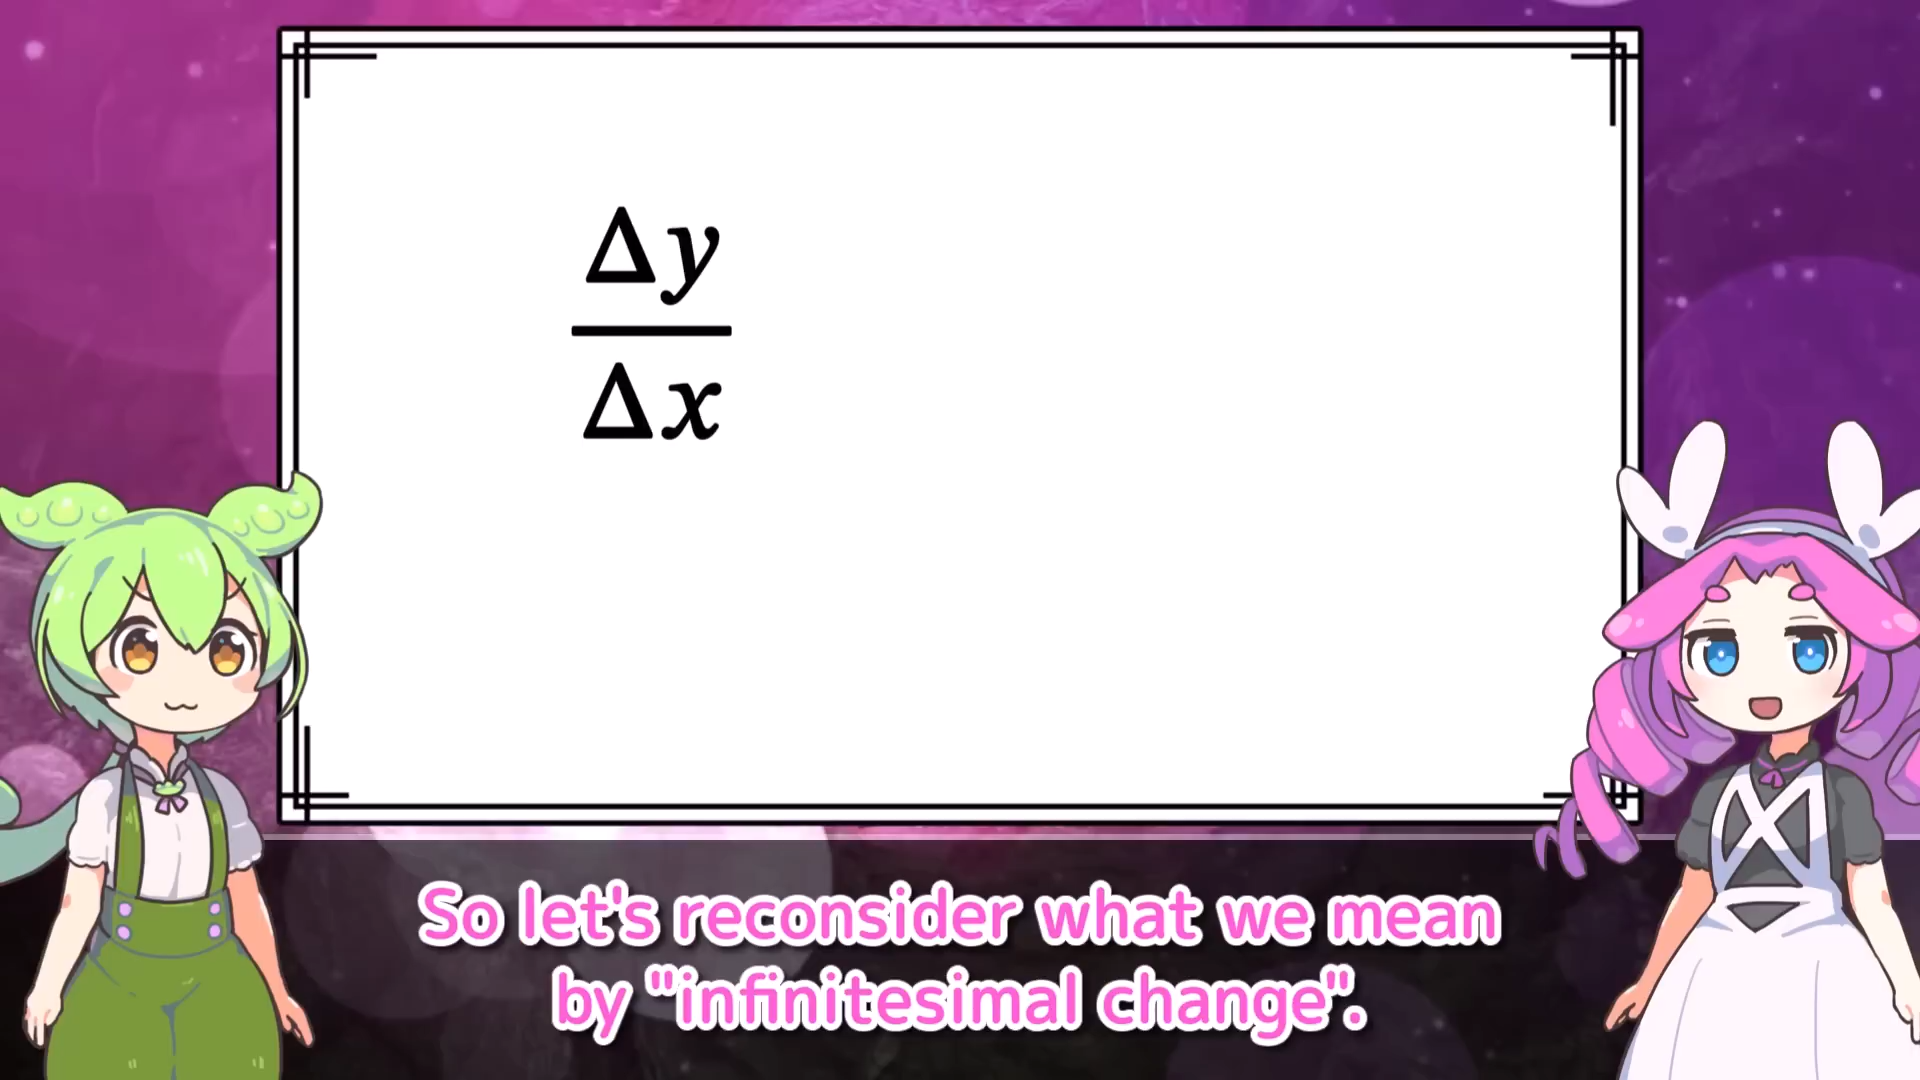 Δy
Δx
So let's reconsider what we mean
by "infinitesimal change".